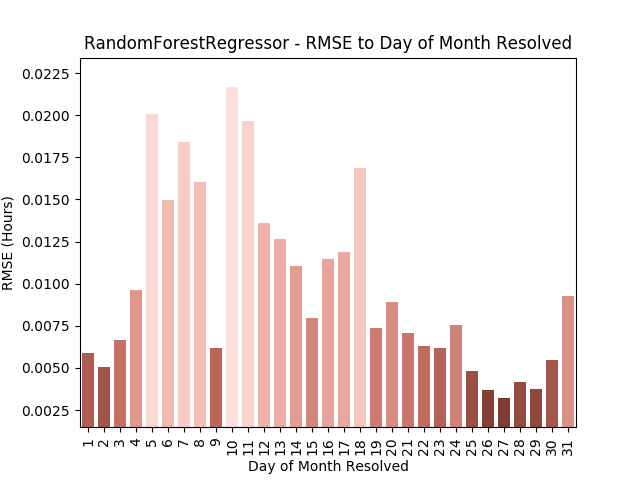 RandomForestRegressor - RMSE to Day of Month Resolved
0.0225
0.0200
0.0175
0.0150
0.0125
0.0100
0.0075
0.0050
0.0025
RMSE (Hours)
1 2 3 4 5 6 7 8 9 10 11 12 13 14 15 16 17 18 19 20 21 22 23 24 25 26 27 28 29 30 31
Day of Month Resolved